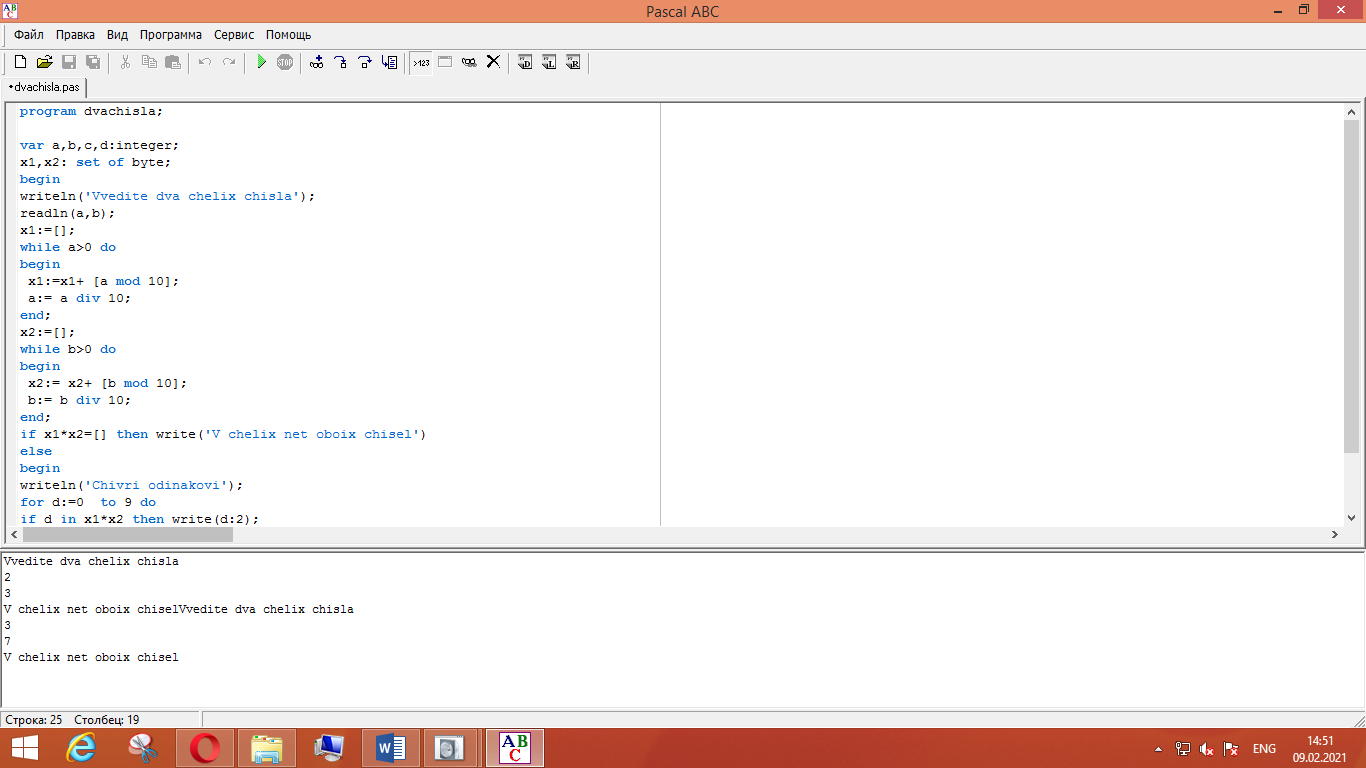 Pascal ABC
Файл Правка Вид Программа Сервис Помощь
•dvachisla.pas
program dvachisla;
var a,b,c,d:integer;
x1,x2: set of byte;
begin
writeln('Vvedite dva chelix chisla');
readln(a,b);
x1:=[];
while a>0 do
begin
x1:=x1+ [a mod 10];
a:= a div 10;
end;
x2:=[];
while b>0 do
begin
x2:= x2+ [b mod 10];
b:= b div 10;
end;
if x1*x2=[] then write('V chelix net oboix chisel')
else
begin
writeln('Chivri odinakovi');
for d:=0  to 9 do
if d in x1*x2 then write(d:2);
Vvedite dva chelix chisla
2
3
V chelix net oboix chiselVvedite dva chelix chisla
3
7
V chelix net oboix chisel
Строка: 25 Столбец: 19
ENG
14:51
09.02.2021